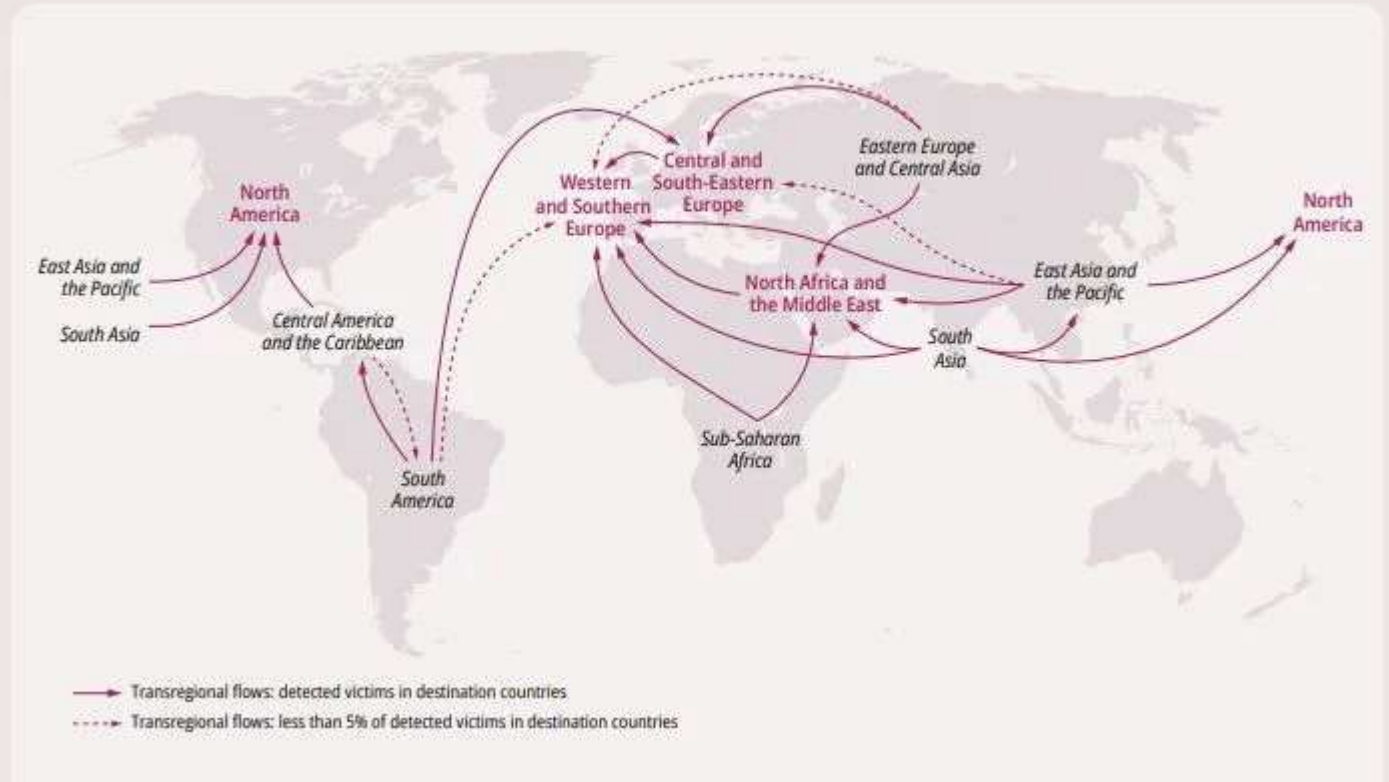 Eastern Europe
and Central Asia
Central and
South-Eastern
Europe
Western
and Southern
Europe
North
America
North
America
East Asia and
the Pacific
South Asia
Central America
and the Caribbean
North Africa and
the Middle East
East Asia and
the Pacific
South
Asia
Sub-Saharan
Africa
South
America
Transregional flows: detected victims in destination countries
Transregional flows: less than 5% of detected victims in destination countries